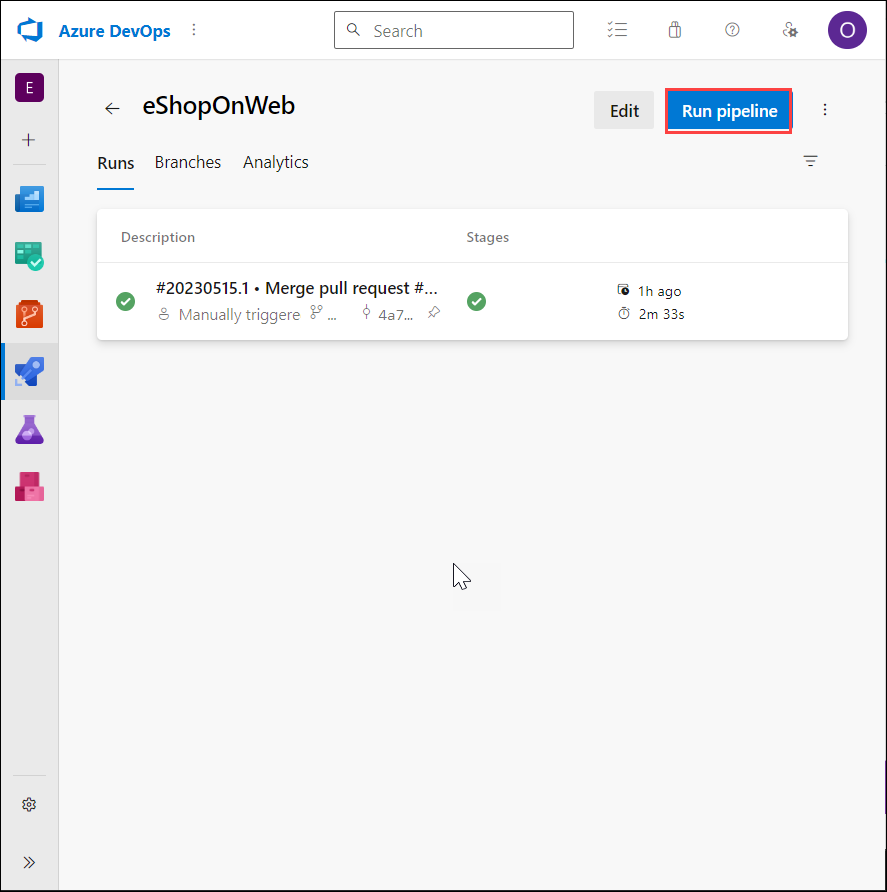 Azure DevOps
Search
O
E
eShopOnWeb
Edit
Run pipeline
Runs
Branches
Analytics
Description
Stages
#20230515.1 • Merge pull request #...
1h ago
Manually triggere
...
4a7...
2m 33s